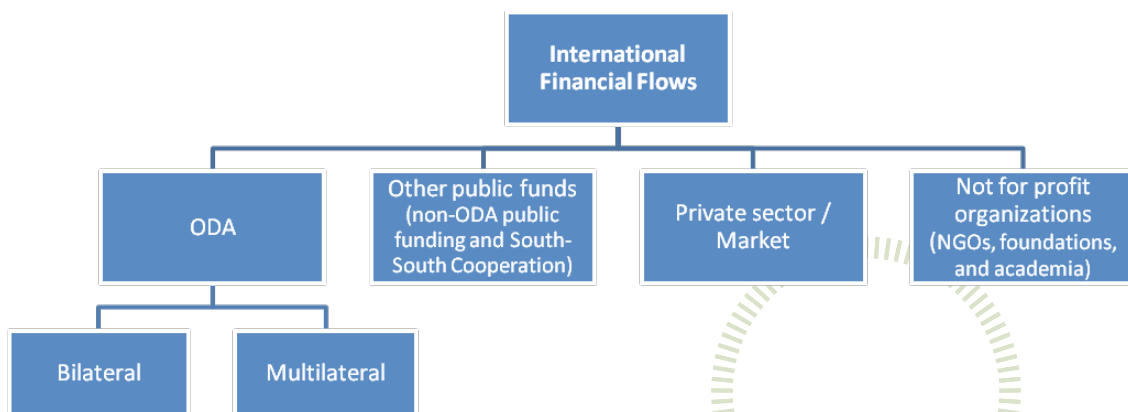 International
Financial Flows
ODA
Other public funds
(non-ODA public
funding and South-
South Cooperation)
Private sector /
Market
Not for profit
organizations
(NGOs, foundations,
and academia)
Bilateral
Multilateral